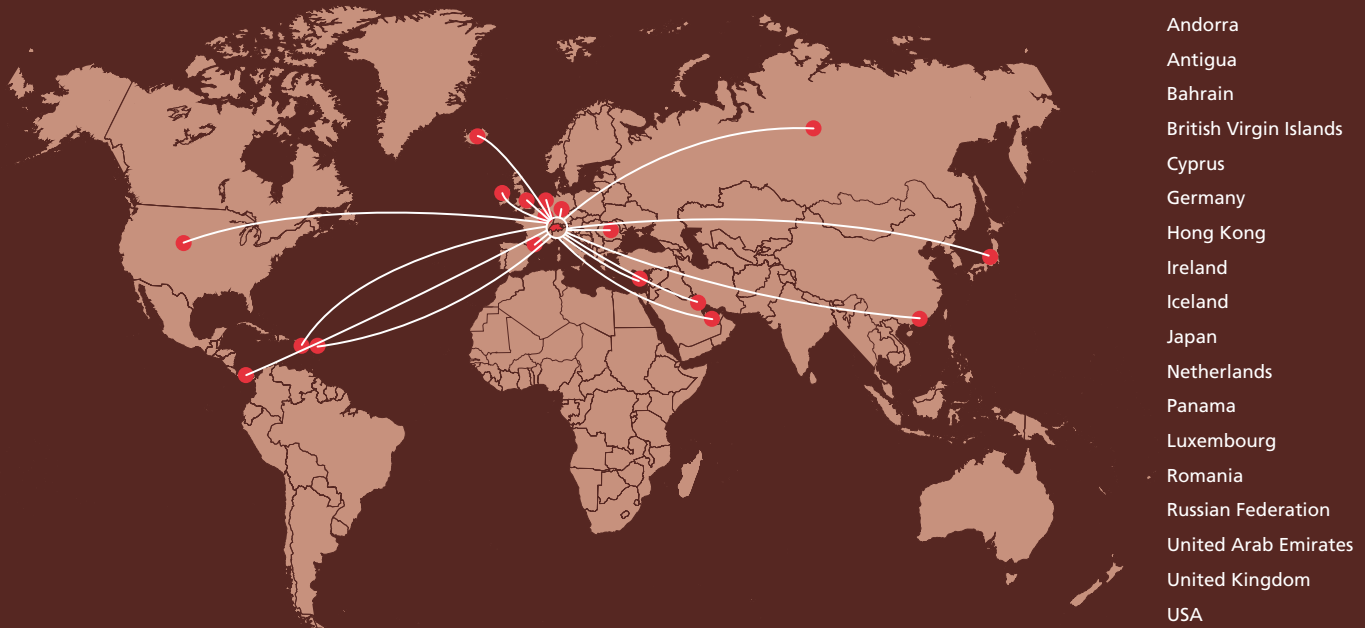 Andorra
Antigua
Bahrain
British Virgin Islands
Cyprus
Germany
Hong Kong
Ireland
Iceland
Japan
Netherlands
Panama
Luxembourg
Romania
Russian Federation
United Arab Emirates
United Kingdom
USA